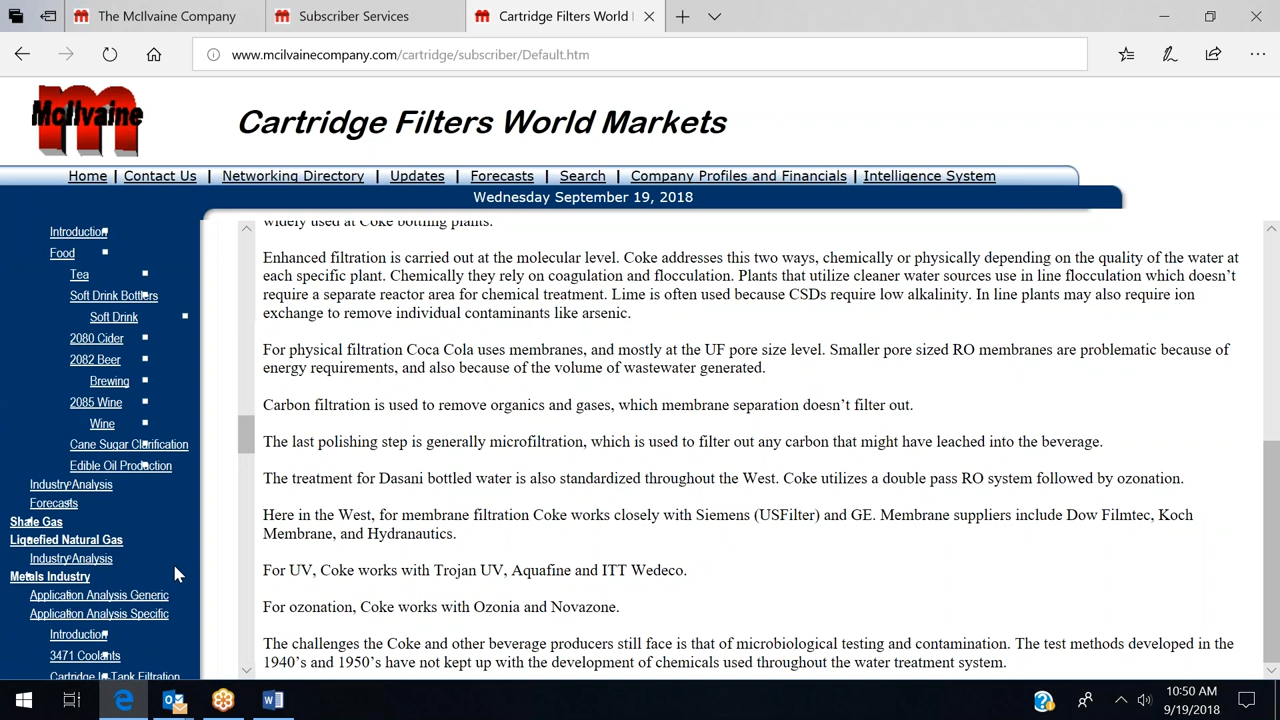 The McIlvaine Company
Subscriber Services
Cartridge Filters World
www.mcilvainecompany.com/cartridge/subscriber/Default.htm
McIlvaine
m
Cartridge Filters World Markets
Home | Contact Us | Networking Directory | Updates | Forecasts | Search | Company Profiles and Financials | Intelligence System
Wednesday September 19, 2018
Introduction
Food
Tea
Soft Drink Bottlers
Soft Drink
2080 Cider
2082 Beer
Brewing
2085 Wine
Wine
Cane Sugar Clarification
Edible Oil Production
Industry Analysis
Forecasts
Shale Gas
Liquefied Natural Gas
Industry Analysis
Metals Industry
Application Analysis Generic
Application Analysis Specific
Introduction
3471 Coolants
Cartridge In-Tank Filtration
widely used at Coke bottling plants.
Enhanced filtration is carried out at the molecular level. Coke addresses this two ways, chemically or physically depending on the quality of the water at
each specific plant. Chemically they rely on coagulation and flocculation. Plants that utilize cleaner water sources use in line flocculation which doesn’t
require a separate reactor area for chemical treatment. Lime is often used because CSDs require low alkalinity. In line plants may also require ion
exchange to remove individual contaminants like arsenic.
For physical filtration Coca Cola uses membranes, and mostly at the UF pore size level. Smaller pore sized RO membranes are problematic because of
energy requirements, and also because of the volume of wastewater generated.
Carbon filtration is used to remove organics and gases, which membrane separation doesn’t filter out.
The last polishing step is generally microfiltration, which is used to filter out any carbon that might have leached into the beverage.
The treatment for Dasani bottled water is also standardized throughout the West. Coke utilizes a double pass RO system followed by ozonation.
Here in the West, for membrane filtration Coke works closely with Siemens (USFilter) and GE. Membrane suppliers include Dow Filmtec, Koch
Membrane, and Hydranautics.
For UV, Coke works with Trojan UV, Aquafine and ITT Wedeco.
For ozonation, Coke works with Ozonia and Novazone.
The challenges the Coke and other beverage producers still face is that of microbiological testing and contamination. The test methods developed in the
1940’s and 1950’s have not kept up with the development of chemicals used throughout the water treatment system.
10:50 AM
9/19/2018